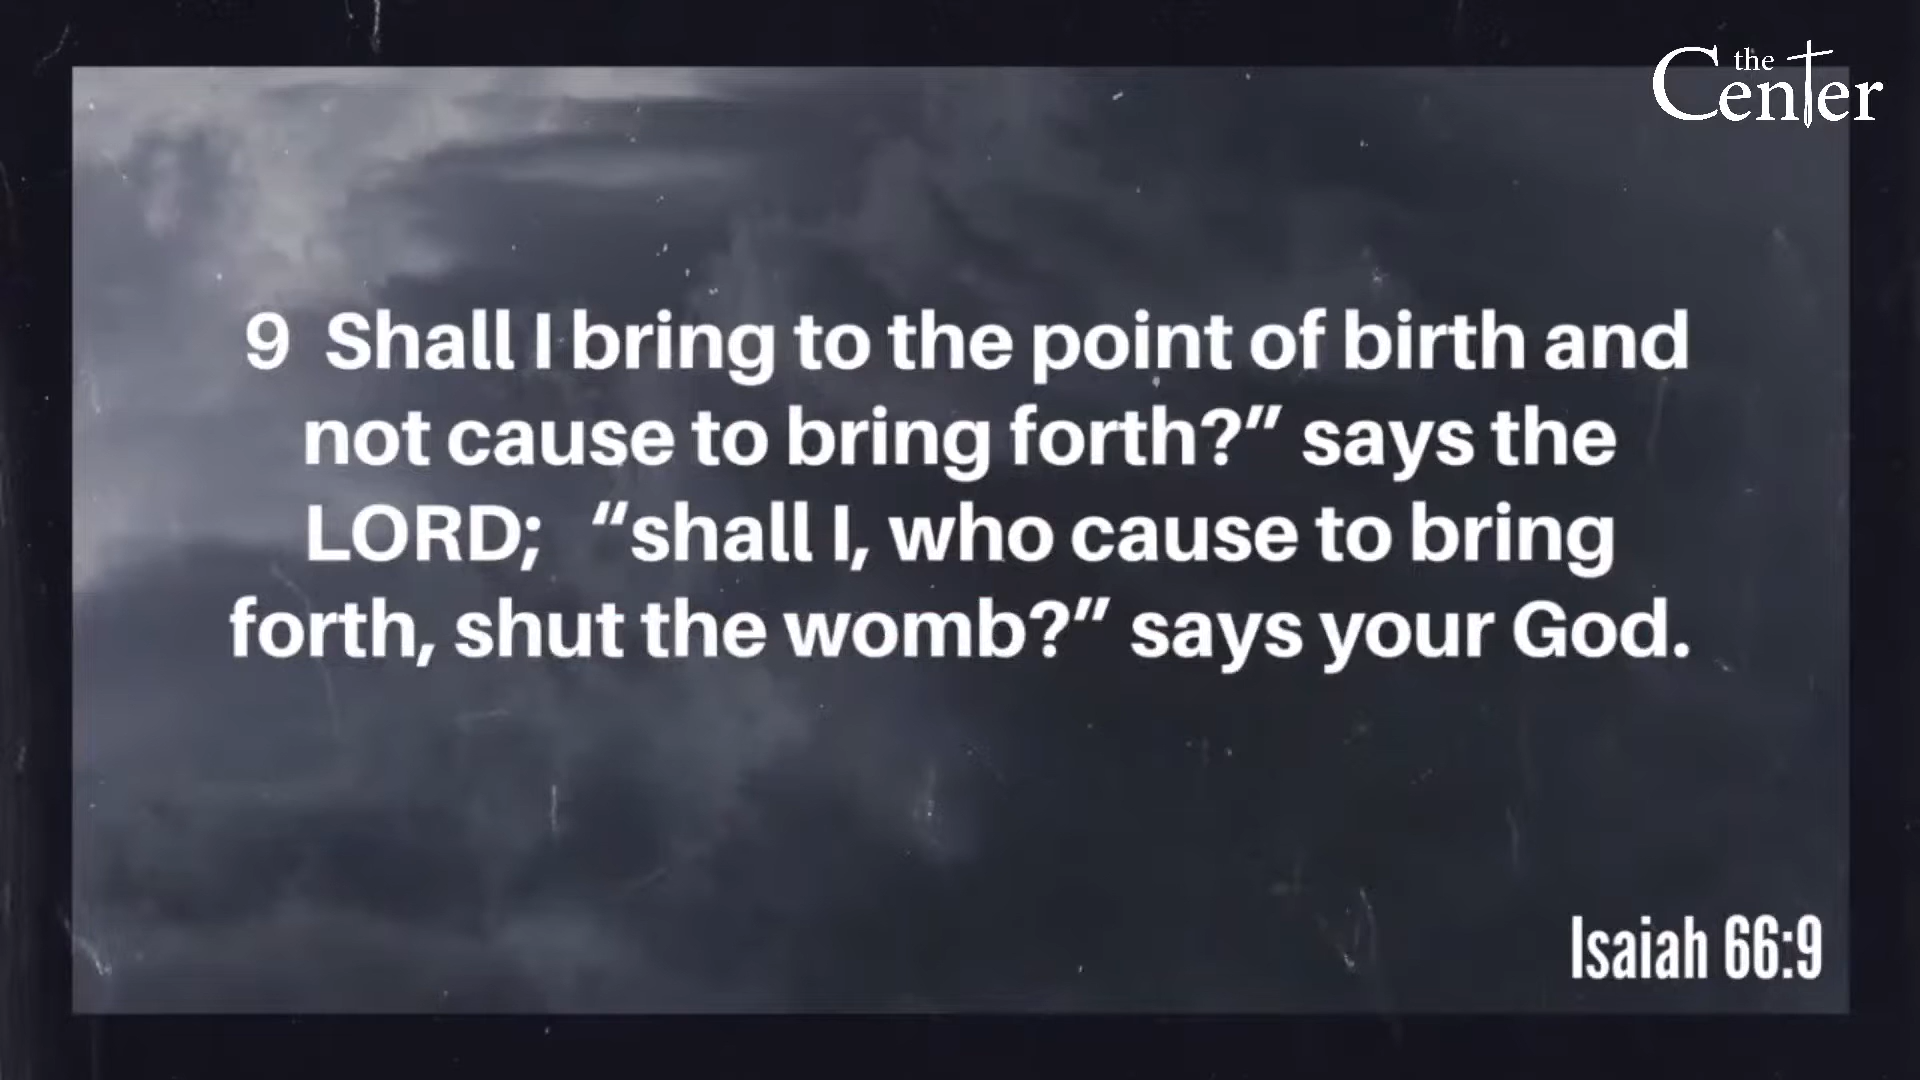 the
Center
9 Shall I bring to the point of birth and
not cause to bring forth?” says the
LORD; “shall I, who cause to bring
forth, shut the womb?” says your God.
Isaiah 66:9